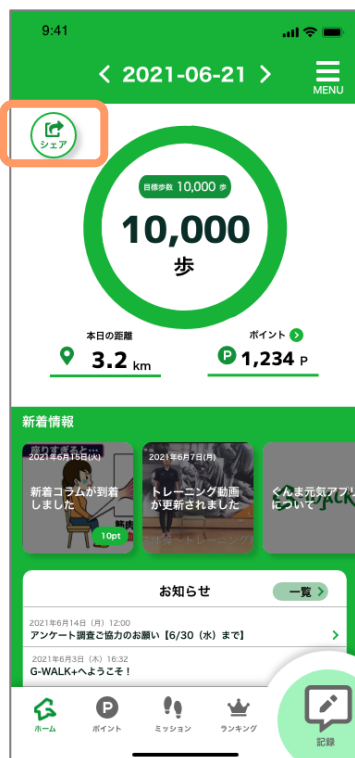 9:41
2021-06-21
MENU
シェア
目標歩数 10,000 歩
10,000
歩
本日の距離
3.2 km
ポイント
P 1,234 P
新着情報
2021年6月15日(火)
新着コラムが到着
しました
10pt
2021年6月7日(月)
トレーニング動画
が更新されました
ぐんま元気アプリ
について
お知らせ
一覧
2021年6月14日（月）12:00
アンケート調査ご協力のお願い【6/30（水）まで】
2021年6月3日（木）16:32
G-WALK+へようこそ！
ホーム
P
ポイント
ミッション
ランキング
記録